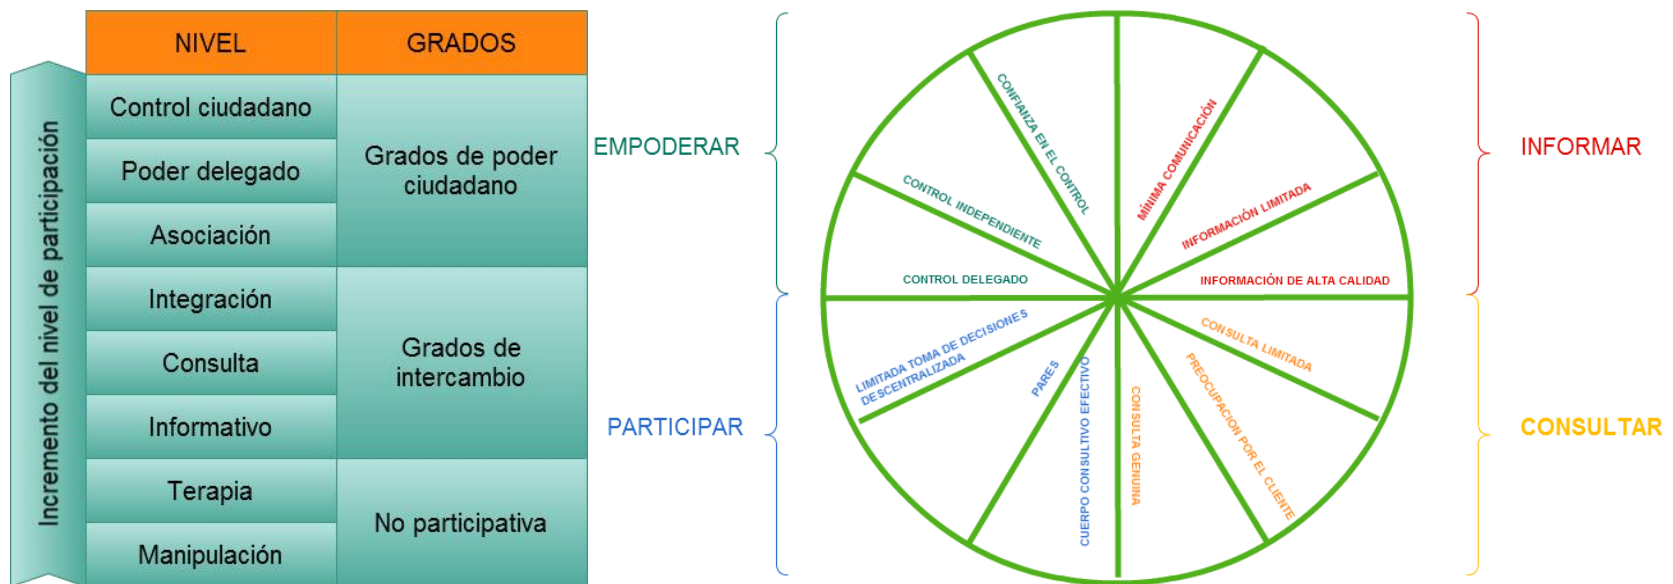 NIVEL
GRADOS
Incremento del nivel de participación
Control ciudadano
Poder delegado
Asociación
Grados de poder
ciudadano
Integración
Consulta
Informativo
Grados de
intercambio
Terapia
Manipulación
No participativa
EMPODERAR
PARTICIPAR
CONFIANZA EN EL CONTROL
CONTROL INDEPENDIENTE
CONTROL DELEGADO
MÍNIMA COMUNICACIÓN
INFORMACIÓN LIMITADA
INFORMACIÓN DE ALTA CALIDAD
LIMITADA TOMA DE DECISIONES
DESCENTRALIZADA
PARES
CUERPO CONSULTIVO EFECTIVO
CONSULTA GENUINA
PREOCUPACION POR EL CLIENTE
CONSULTA LIMITADA
INFORMAR
CONSULTAR